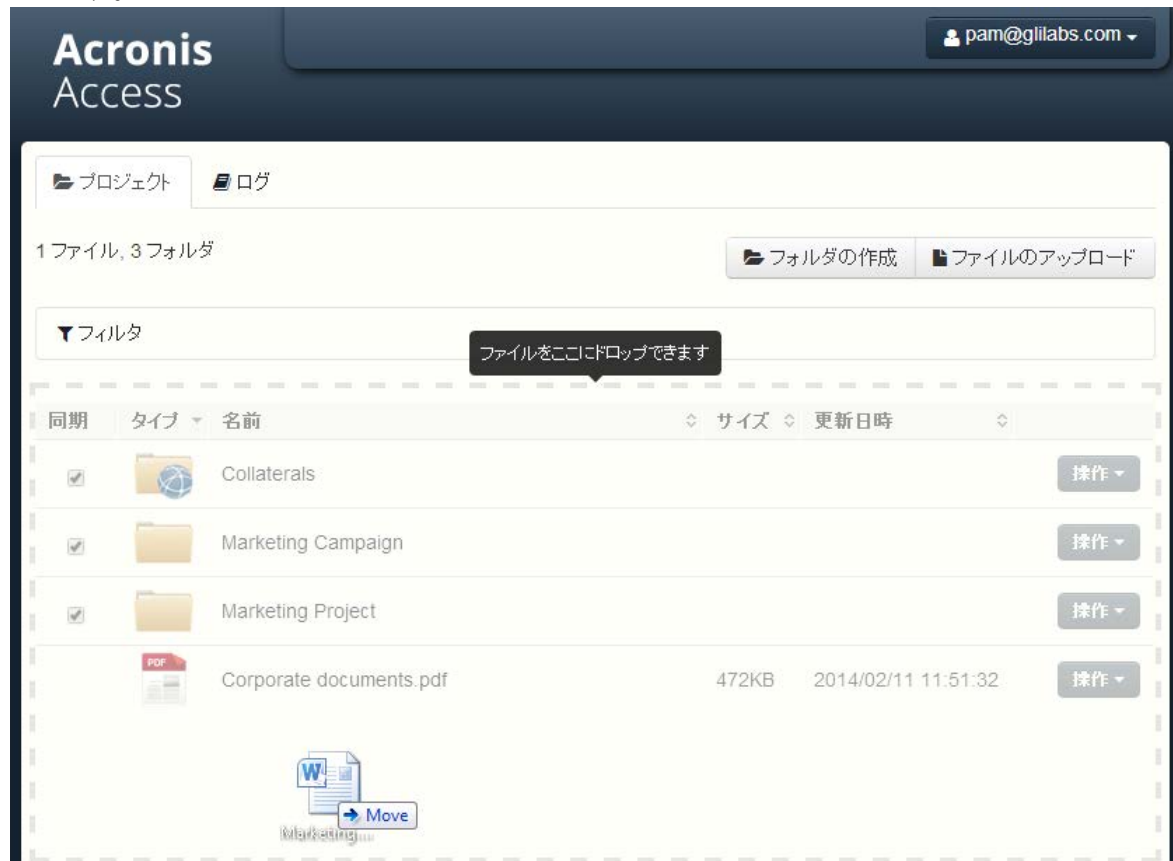 Acronis
Access
pam@glilabs.com
プロジェクト ログ
1 ファイル, 3 フォルダ
フォルダの作成 ファイルのアップロード
フィルタ
ファイルをここにドロップできます
同期 タイプ 名前 サイズ 更新日時
Collaterals 操作
Marketing Campaign 操作
Marketing Project 操作
PDF
Corporate documents.pdf 472KB 2014/02/11 11:51:32 操作
W
Move
Marketing...